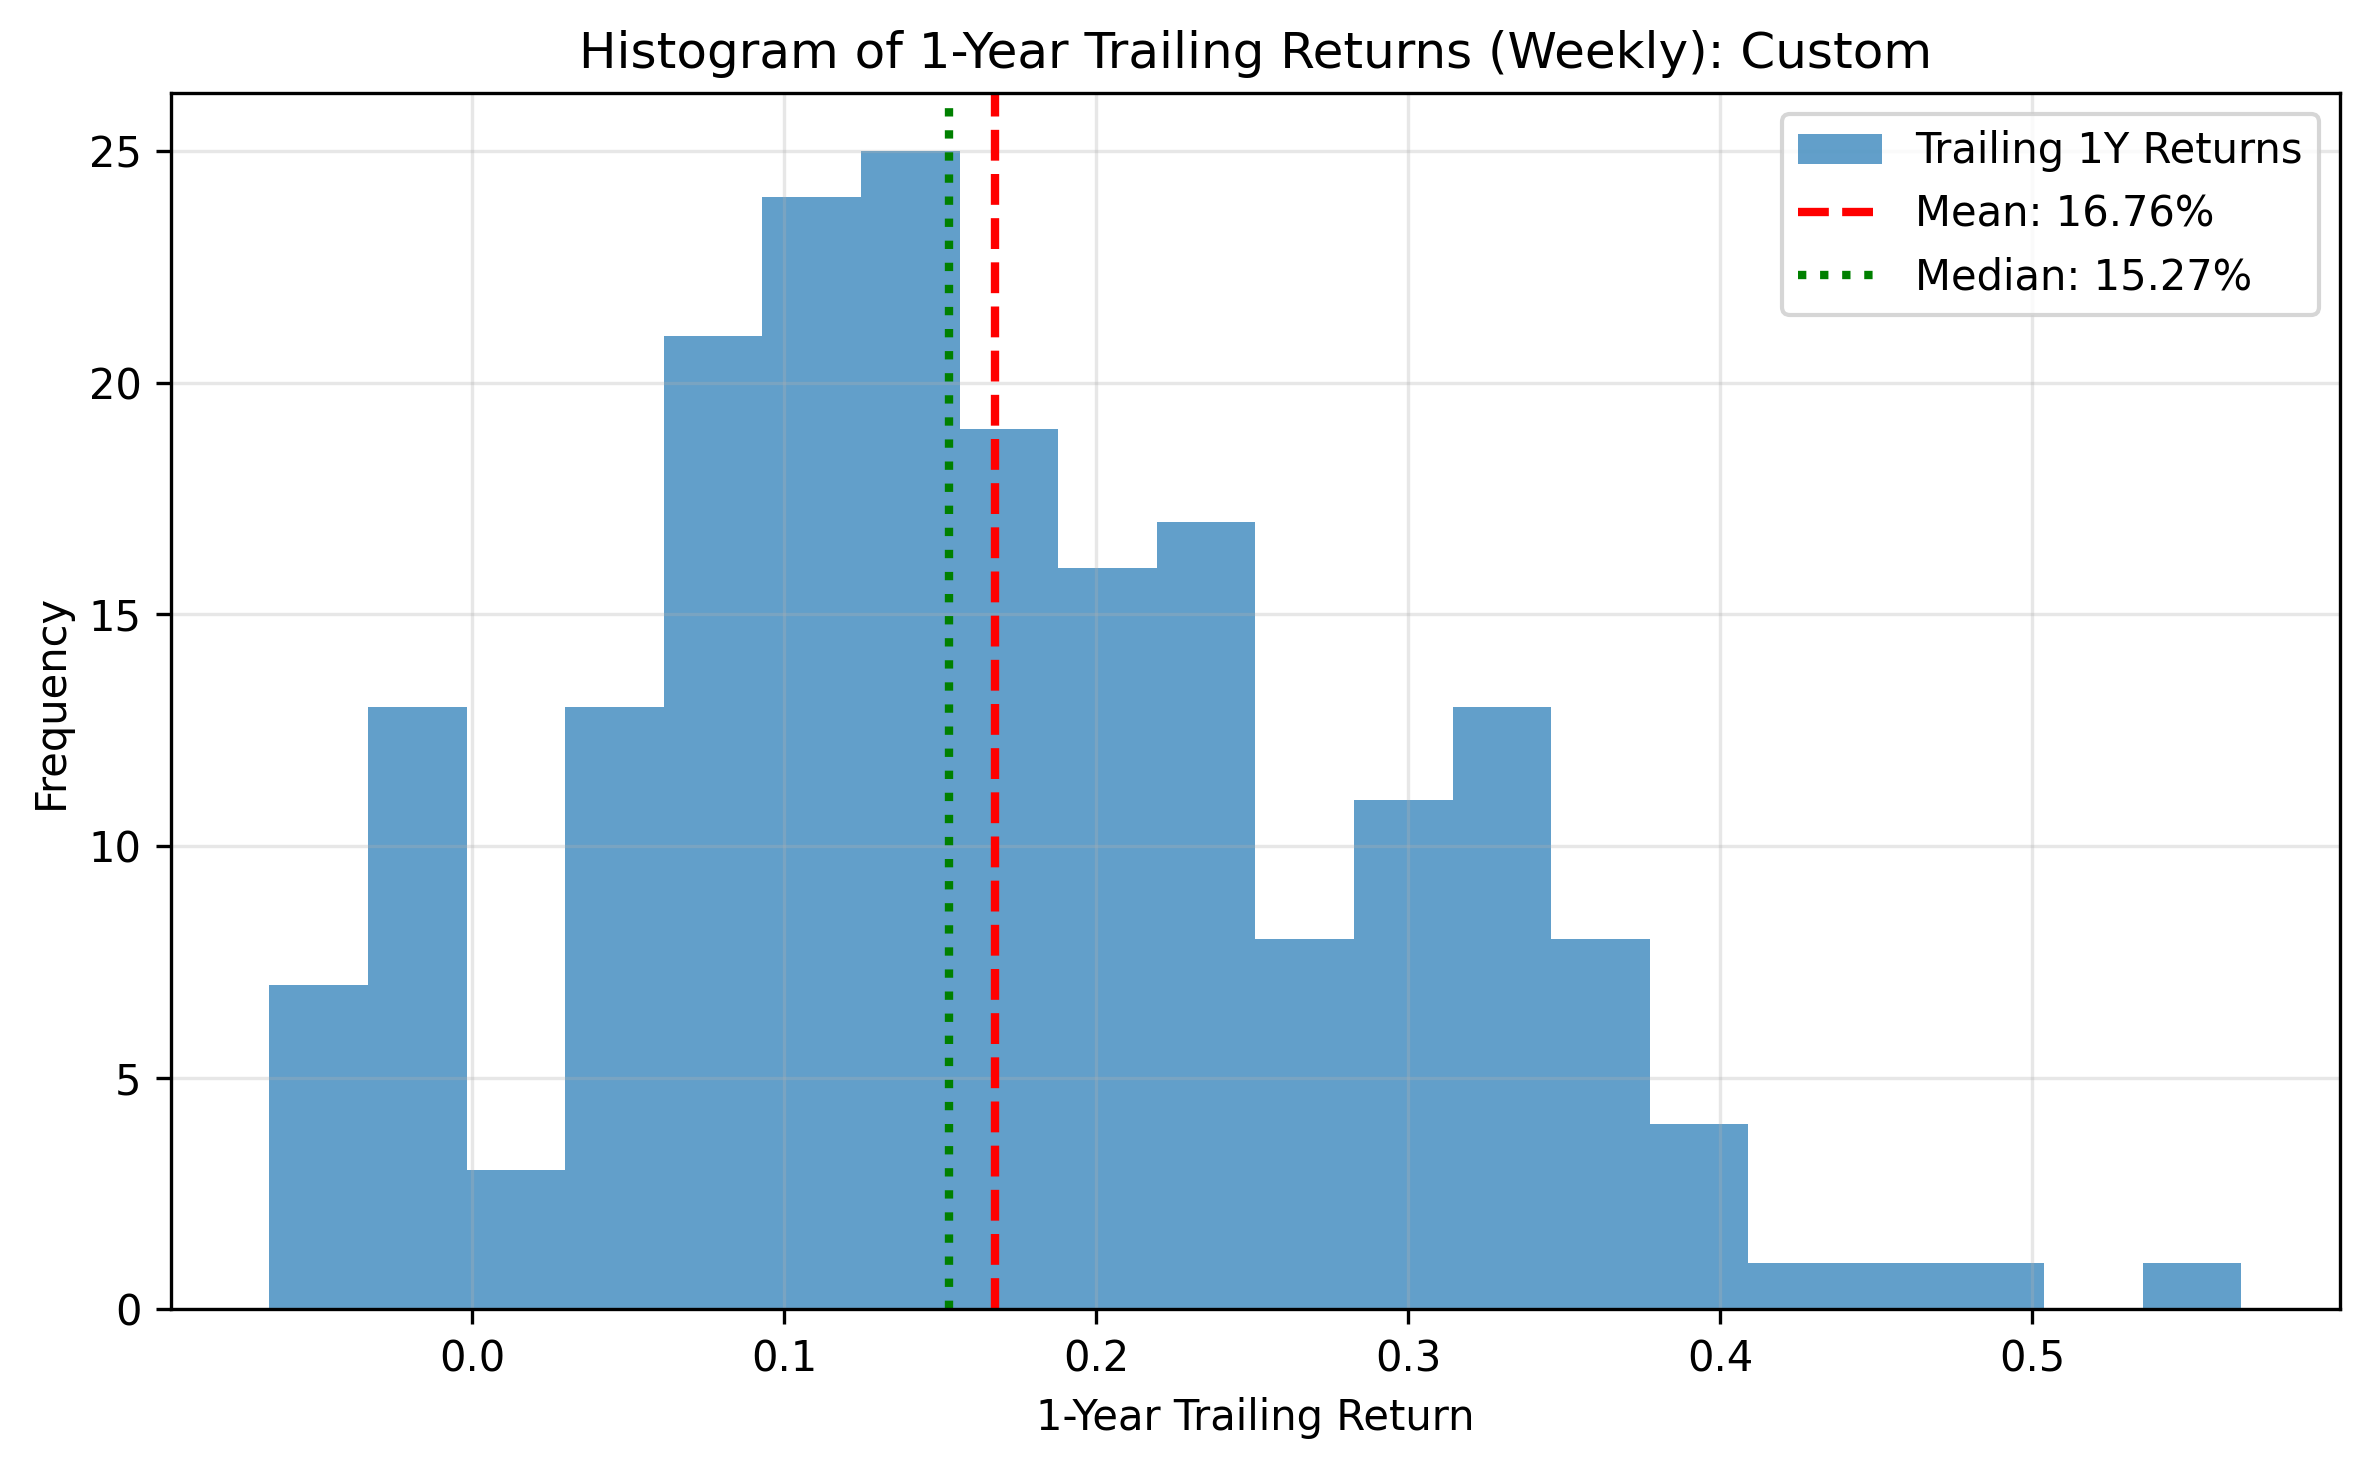 Histogram of 1-Year Trailing Returns (Weekly): Custom
Trailing 1Y Returns
Mean: 16.76%
Median: 15.27%
Frequency
25
20
15
10
5
0
0.0 0.1 0.2 0.3 0.4 0.5
1-Year Trailing Return